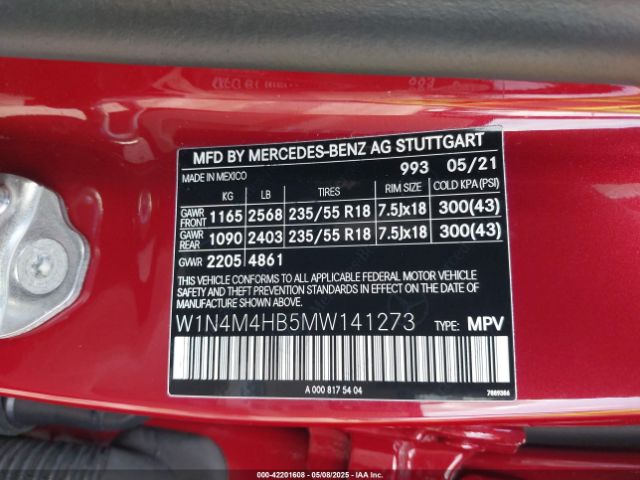 MFD BY MERCEDES-BENZ AG STUTTGART
MADE IN MEXICO 993 05/21
KG LB TIRES RIM SIZE COLD KPA (PSI)
GAWR FRONT 1165 2568 235/55 R18 7.5Jx18 300(43)
GAWR REAR 1090 2403 235/55 R18 7.5Jx18 300(43)
GVWR 2205 4861
THIS VEHICLE CONFORMS TO ALL APPLICABLE FEDERAL MOTOR VEHICLE
SAFETY, BUMPER, AND THEFT PREVENTION STANDARDS IN EFFECT ON THE
DATE OF MANUFACTURE SHOWN ABOVE.
W1N4M4HB5MW141273 TYPE: MPV
A 000 817 54 04
000-42201608 - 05/08/2025 - IAA Inc.